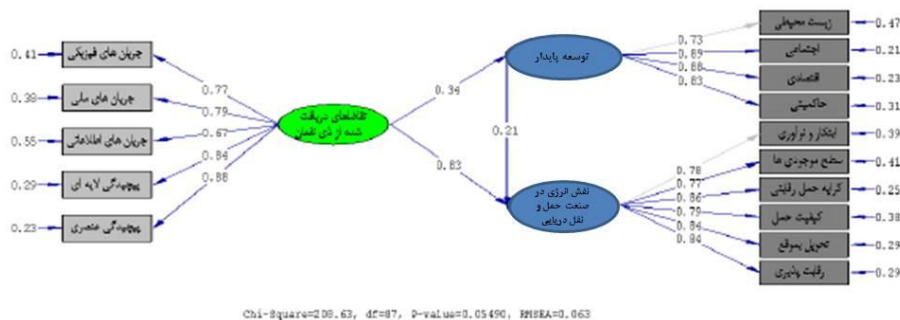 0.41
جریان های فیزیکی
0.77
0.39
جریان های ملی
0.79
0.55
جریان های اطلاعاتی
0.67
0.29
پیچیدگی لایه ای
0.84
0.23
پیچیدگی عنصری
0.88
تقاضاهای دریافت
شده از ذی نفعان
0.34
0.83
0.21
توسعه پایدار
نقش انرژی در
صنعت حمل و
نقل دریایی
0.73
زیست محیطی
0.47
0.89
اجتماعی
0.21
0.88
اقتصادی
0.23
0.83
حاکمیتی
0.31
0.78
ابتکار و نوآوری
0.39
0.77
سطح موجودی ها
0.41
0.86
کرایه حمل رقابتی
0.25
0.79
کیفیت حمل
0.38
0.84
تحویل بموقع
0.29
0.84
رقابت پذیری
0.29
Chi-Square=208.63, df=87, P-value=0.05490, RMSEA=0.063